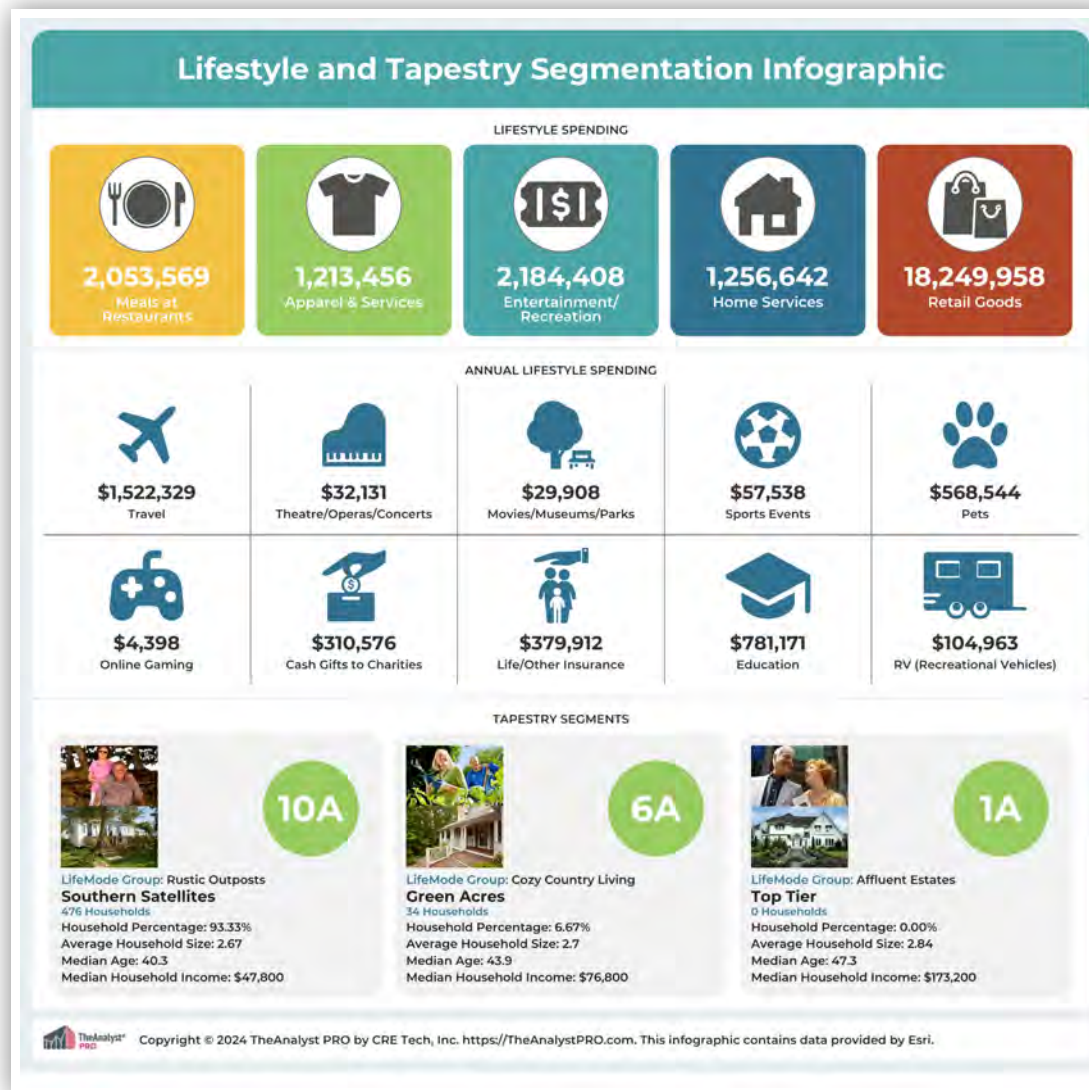 Lifestyle and Tapestry Segmentation Infographic
LIFESTYLE SPENDING
2,053,569
Meals at
Restaurants
1,213,456
Apparel & Services
2,184,408
Entertainment/
Recreation
1,256,642
Home Services
18,249,958
Retail Goods
ANNUAL LIFESTYLE SPENDING
$1,522,329
Travel
$32,131
Theatre/Operas/Concerts
$29,908
Movies/Museums/Parks
$57,538
Sports Events
$568,544
Pets
$4,398
Online Gaming
$310,576
Cash Gifts to Charities
$379,912
Life/Other Insurance
$781,171
Education
$104,963
RV (Recreational Vehicles)
TAPESTRY SEGMENTS
10A
LifeMode Group: Rustic Outposts
Southern Satellites
476 Households
Household Percentage: 93.33%
Average Household Size: 2.67
Median Age: 40.3
Median Household Income: $47,800
6A
LifeMode Group: Cozy Country Living
Green Acres
34 Households
Household Percentage: 6.67%
Average Household Size: 2.7
Median Age: 43.9
Median Household Income: $76,800
1A
LifeMode Group: Affluent Estates
Top Tier
0 Households
Household Percentage: 0.00%
Average Household Size: 2.84
Median Age: 47.3
Median Household Income: $173,200
TheAnalyst®
PRO
Copyright © 2024 TheAnalyst PRO by CRE Tech, Inc. https://TheAnalystPRO.com. This infographic contains data provided by Esri.